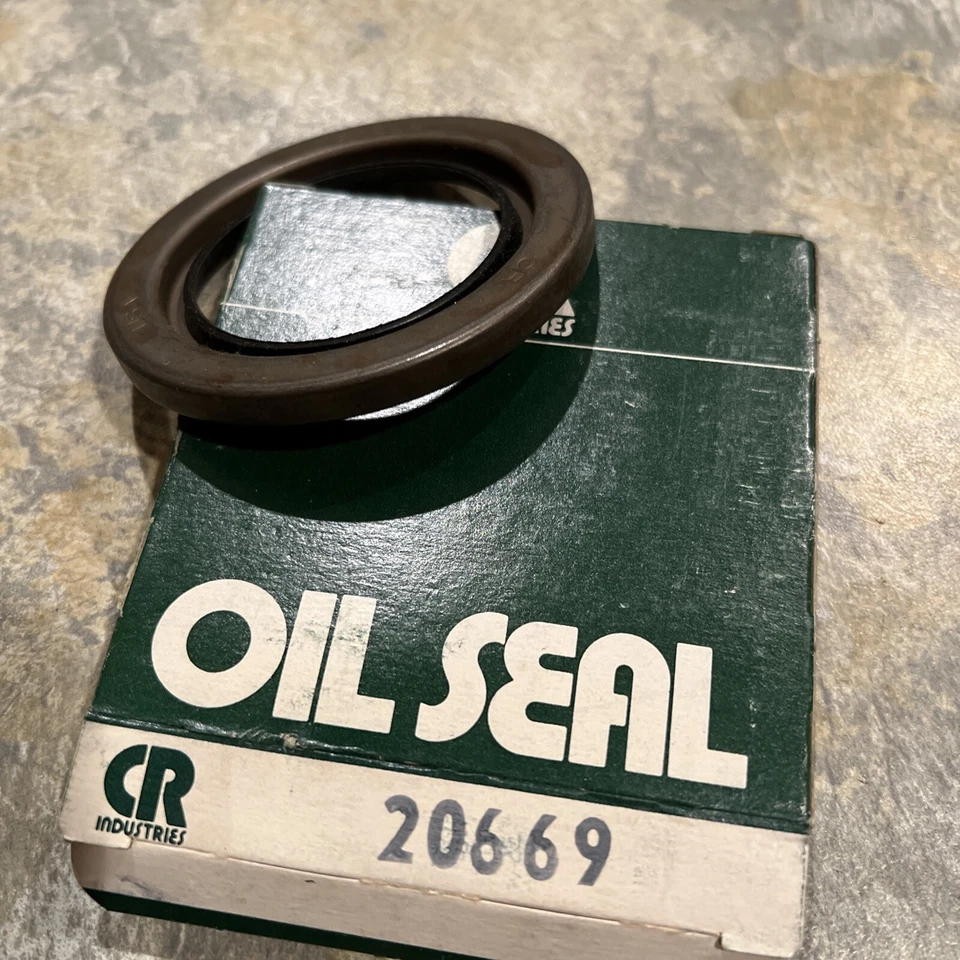 OIL SEAL
CR
INDUSTRIES
20669